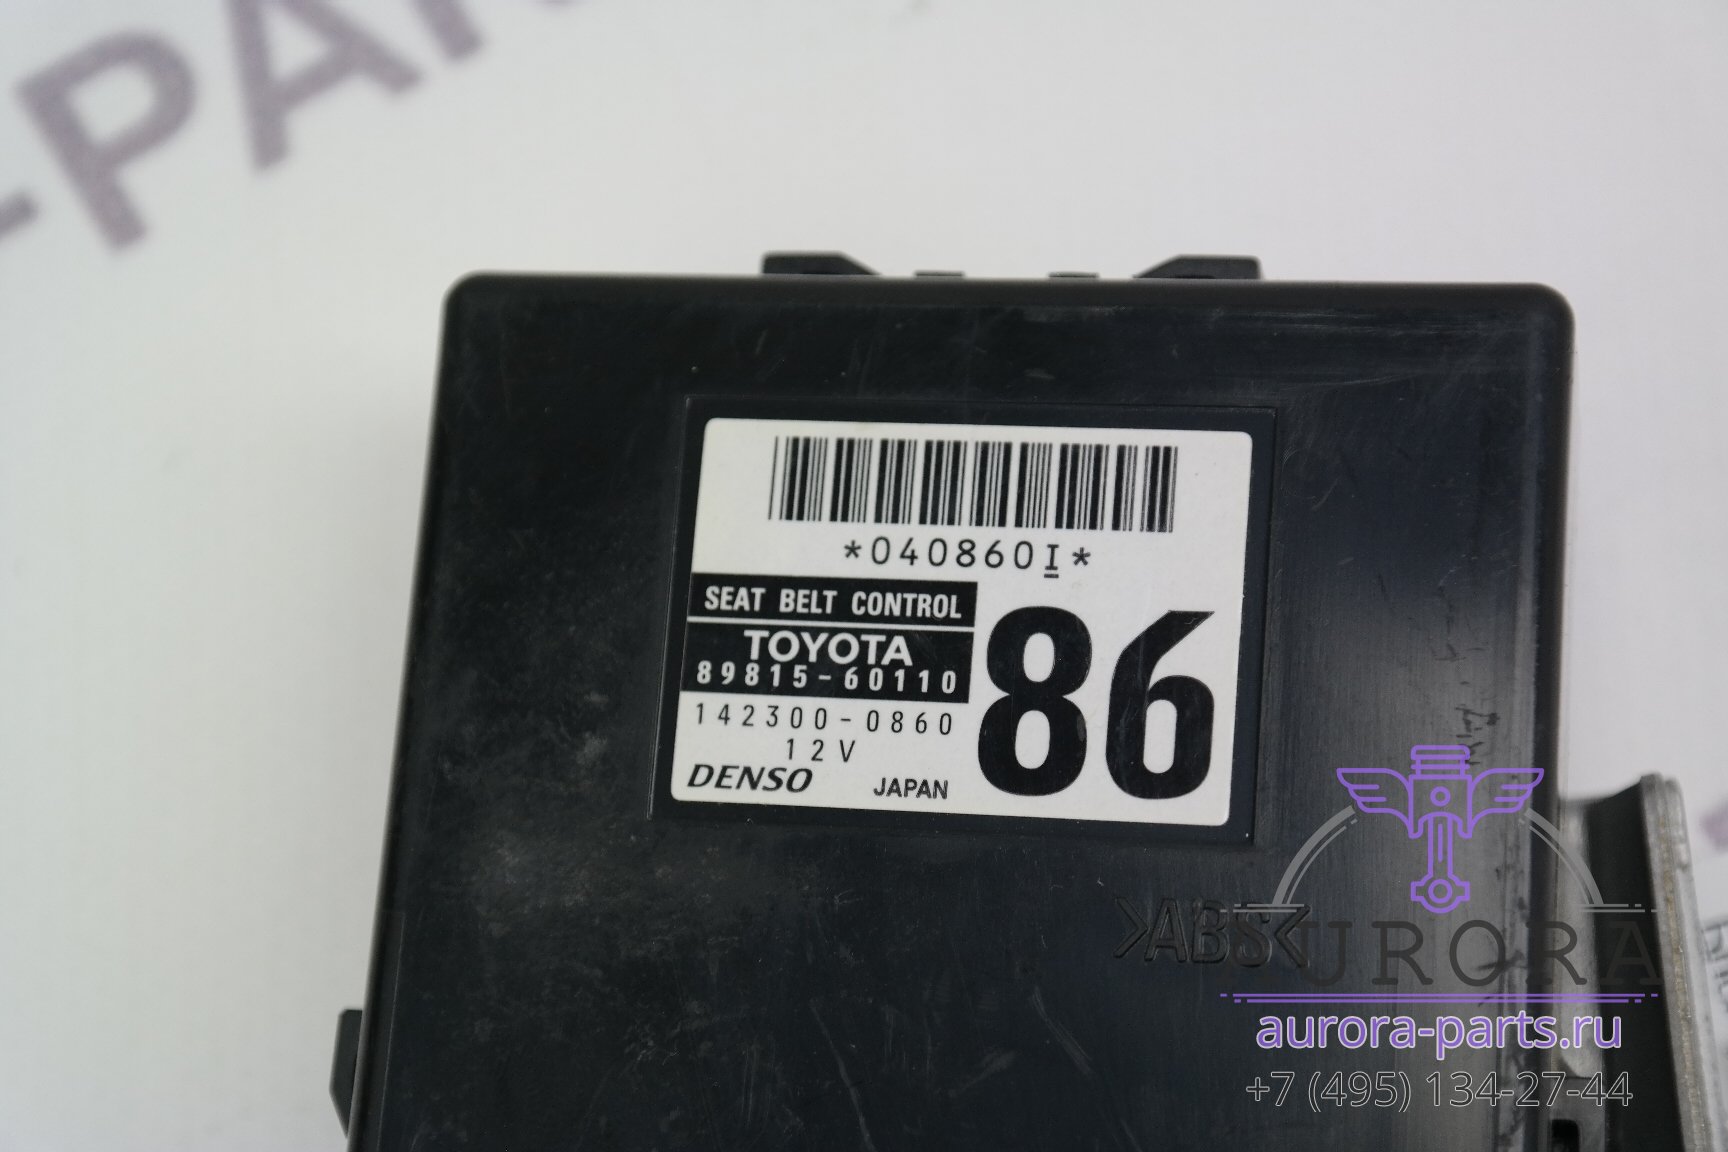 -PAR
*040860I*
SEAT BELT CONTROL
TOYOTA
89815-60110
142300-0860
12V
DENSO JAPAN
86
>ABS<
AURORA
aurora-parts.ru
+7 (495) 134-27-44